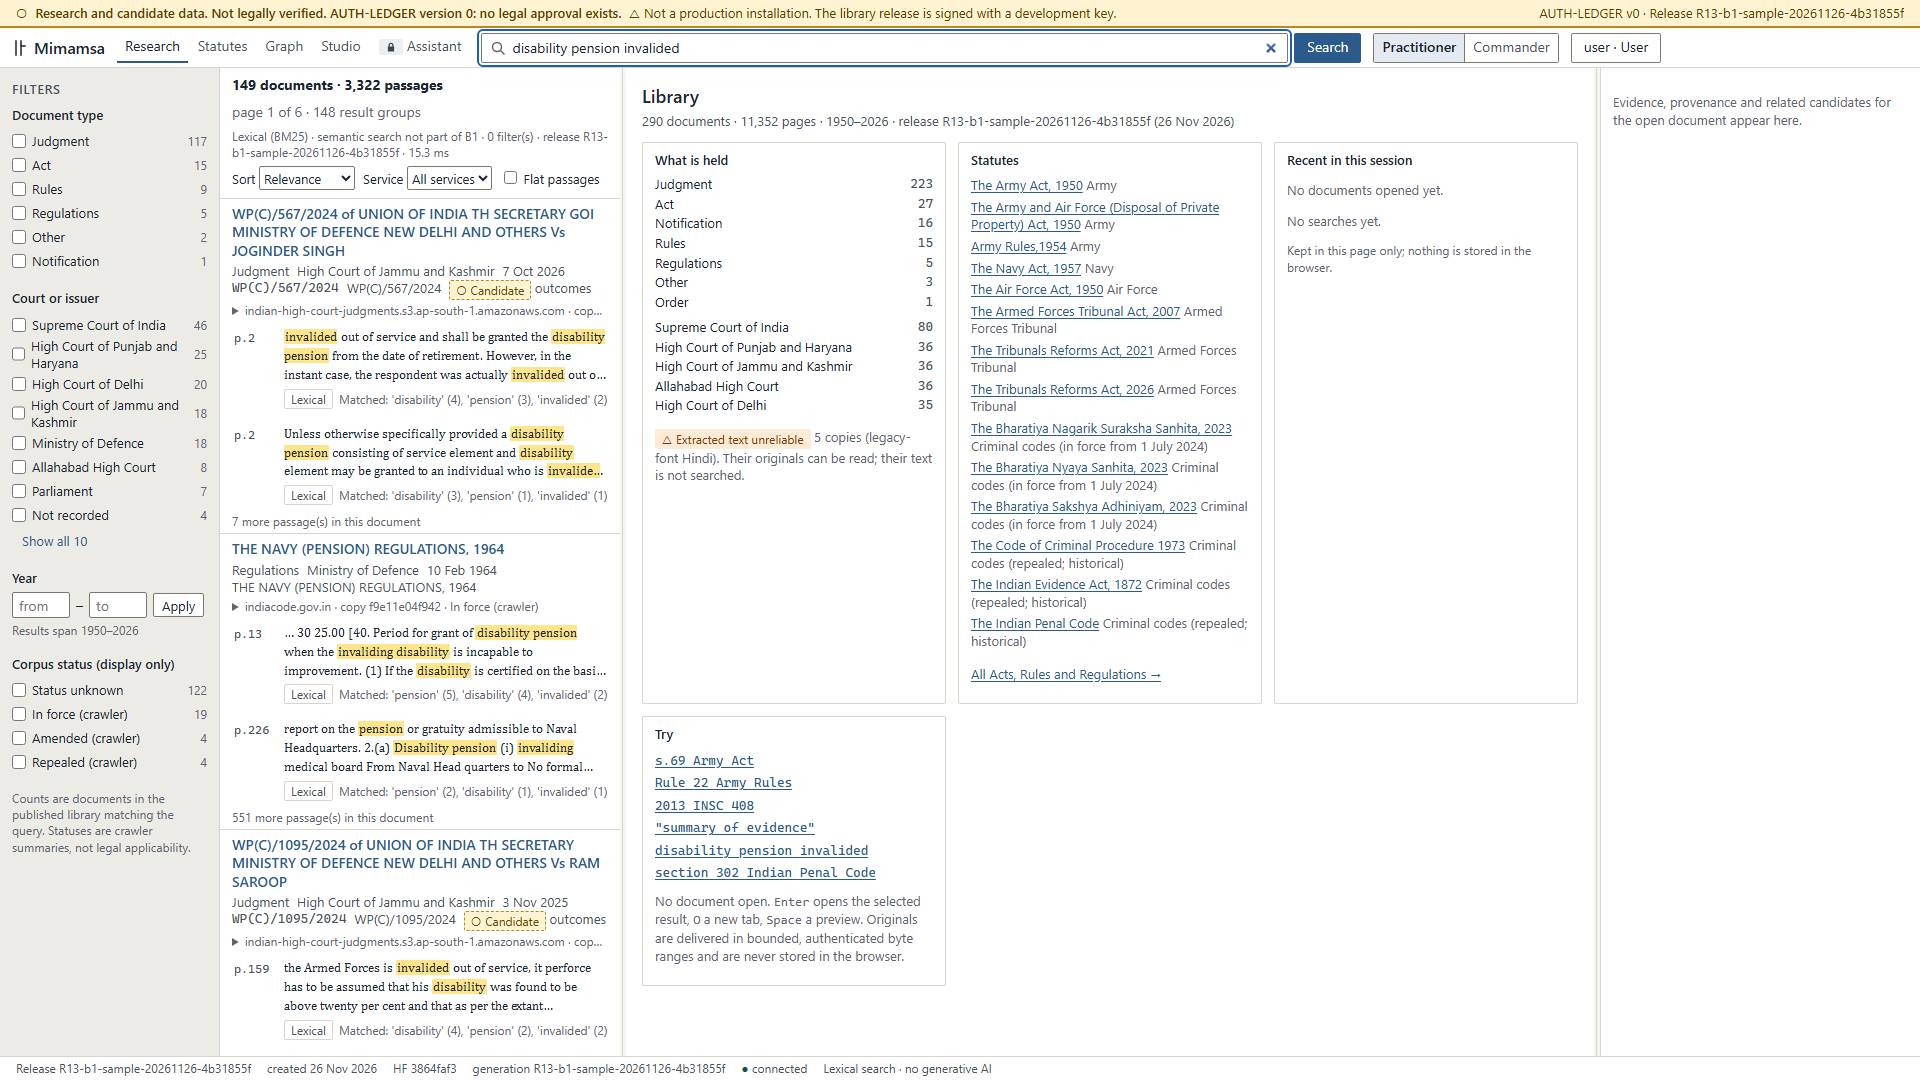 Research and candidate data. Not legally verified. AUTH-LEDGER version 0: no legal approval exists. ⚠ Not a production installation. The library release is signed with a development key.
AUTH-LEDGER v0 · Release R13-b1-sample-20261126-4b31855f
Mimamsa
Research
Statutes
Graph
Studio
Assistant
disability pension invalided
Search
Practitioner
Commander
user · User
FILTERS
Document type
Judgment 117
Act 15
Rules 9
Regulations 5
Other 2
Notification 1
Court or issuer
Supreme Court of India 46
High Court of Punjab and
Haryana 25
High Court of Delhi 20
High Court of Jammu and
Kashmir 18
Ministry of Defence 18
Allahabad High Court 8
Parliament 7
Not recorded 4
Show all 10
Year
from – to Apply
Results span 1950–2026
Corpus status (display only)
Status unknown 122
In force (crawler) 19
Amended (crawler) 4
Repealed (crawler) 4
Counts are documents in the
published library matching the
query. Statuses are crawler
summaries, not legal applicability.
149 documents · 3,322 passages
page 1 of 6 · 148 result groups
Lexical (BM25) · semantic search not part of B1 · 0 filter(s) · release R13-
b1-sample-20261126-4b31855f · 15.3 ms
Sort Relevance Service All services Flat passages
WP(C)/567/2024 of UNION OF INDIA TH SECRETARY GOI
MINISTRY OF DEFENCE NEW DELHI AND OTHERS Vs
JOGINDER SINGH
Judgment High Court of Jammu and Kashmir 7 Oct 2026
WP(C)/567/2024 WP(C)/567/2024 Candidate outcomes
indian-high-court-judgments.s3.ap-south-1.amazonaws.com · cop...
p.2 invalided out of service and shall be granted the disability
pension from the date of retirement. However, in the
instant case, the respondent was actually invalided out o...
Lexical Matched: 'disability' (4), 'pension' (3), 'invalided' (2)
p.2 Unless otherwise specifically provided a disability
pension consisting of service element and disability
element may be granted to an individual who is invalide...
Lexical Matched: 'disability' (3), 'pension' (1), 'invalided' (1)
7 more passage(s) in this document
THE NAVY (PENSION) REGULATIONS, 1964
Regulations Ministry of Defence 10 Feb 1964
THE NAVY (PENSION) REGULATIONS, 1964
indiacode.gov.in · copy f9e11e04f942 · In force (crawler)
p.13 ... 30 25.00 [40. Period for grant of disability pension
when the invaliding disability is incapable to
improvement. (1) If the disability is certified on the basi...
Lexical Matched: 'pension' (5), 'disability' (4), 'invalided' (2)
p.226 report on the pension or gratuity admissible to Naval
Headquarters. 2.(a) Disability pension (i) invaliding
medical board From Naval Head quarters to No formal...
Lexical Matched: 'pension' (2), 'disability' (1), 'invalided' (1)
551 more passage(s) in this document
WP(C)/1095/2024 of UNION OF INDIA TH SECRETARY
MINISTRY OF DEFENCE NEW DELHI AND OTHERS Vs RAM
SAROOP
Judgment High Court of Jammu and Kashmir 3 Nov 2025
WP(C)/1095/2024 WP(C)/1095/2024 Candidate outcomes
indian-high-court-judgments.s3.ap-south-1.amazonaws.com · cop...
p.159 the Armed Forces is invalided out of service, it perforce
has to be assumed that his disability was found to be
above twenty per cent and that as per the extant...
Lexical Matched: 'disability' (4), 'pension' (2), 'invalided' (2)
Library
290 documents · 11,352 pages · 1950–2026 · release R13-b1-sample-20261126-4b31855f (26 Nov 2026)
What is held
Judgment 223
Act 27
Notification 16
Rules 15
Regulations 5
Other 3
Order 1
Supreme Court of India 80
High Court of Punjab and Haryana 36
High Court of Jammu and Kashmir 36
Allahabad High Court 36
High Court of Delhi 35
⚠ Extracted text unreliable 5 copies (legacy-
font Hindi). Their originals can be read; their text
is not searched.
Statutes
The Army Act, 1950 Army
The Army and Air Force (Disposal of Private
Property) Act, 1950 Army
Army Rules,1954 Army
The Navy Act, 1957 Navy
The Air Force Act, 1950 Air Force
The Armed Forces Tribunal Act, 2007 Armed
Forces Tribunal
The Tribunals Reforms Act, 2021 Armed Forces
Tribunal
The Tribunals Reforms Act, 2026 Armed Forces
Tribunal
The Bharatiya Nagarik Suraksha Sanhita, 2023
Criminal codes (in force from 1 July 2024)
The Bharatiya Nyaya Sanhita, 2023 Criminal
codes (in force from 1 July 2024)
The Bharatiya Sakshya Adhiniyam, 2023 Criminal
codes (in force from 1 July 2024)
The Code of Criminal Procedure 1973 Criminal
codes (repealed; historical)
The Indian Evidence Act, 1872 Criminal codes
(repealed; historical)
The Indian Penal Code Criminal codes (repealed;
historical)
All Acts, Rules and Regulations →
Recent in this session
No documents opened yet.
No searches yet.
Kept in this page only; nothing is stored in the
browser.
Try
s.69 Army Act
Rule 22 Army Rules
2013 INSC 408
"summary of evidence"
disability pension invalided
section 302 Indian Penal Code
No document open. Enter opens the selected
result, O a new tab, Space a preview. Originals
are delivered in bounded, authenticated byte
ranges and are never stored in the browser.
Evidence, provenance and related candidates for
the open document appear here.
Release R13-b1-sample-20261126-4b31855f created 26 Nov 2026 HF 3864faf3 generation R13-b1-sample-20261126-4b31855f ● connected Lexical search · no generative AI